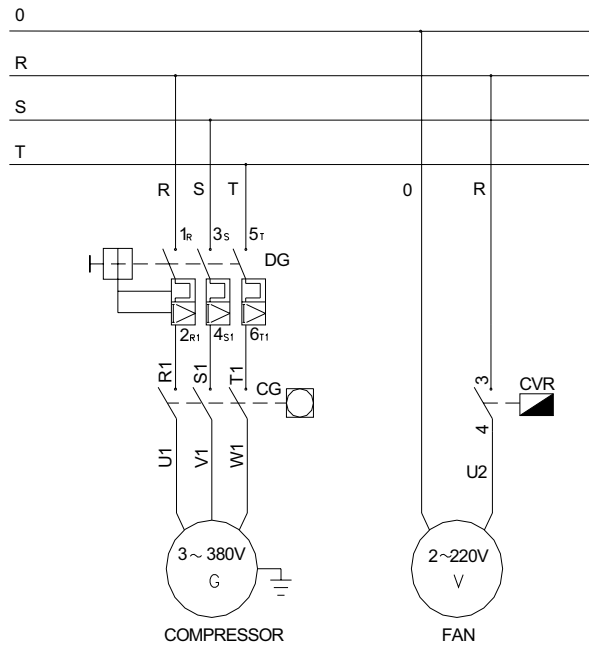 0
R
S
T
R S T 0 R
1R 3S 5T
DG
2R1 4S1 6T1
R1 S1 T1
CG
3
CVR
4
U1 V1 W1
U2
3~ 380V
G
2~220V
V
COMPRESSOR FAN